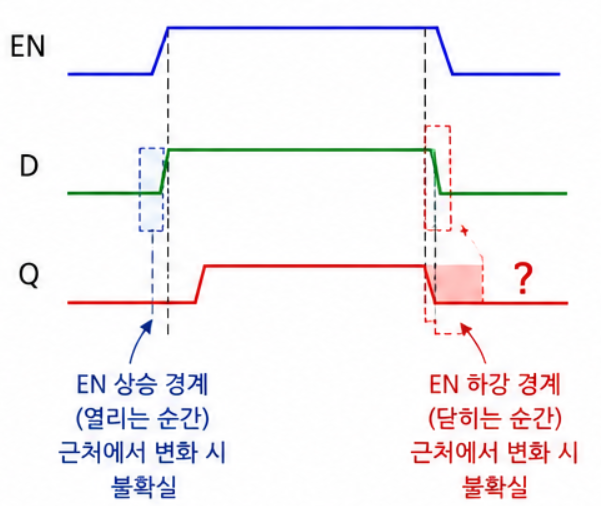 EN
D
Q
?
EN 상승 경계
(열리는 순간)
근처에서 변화 시
불확실
EN 하강 경계
(닫히는 순간)
근처에서 변화 시
불확실